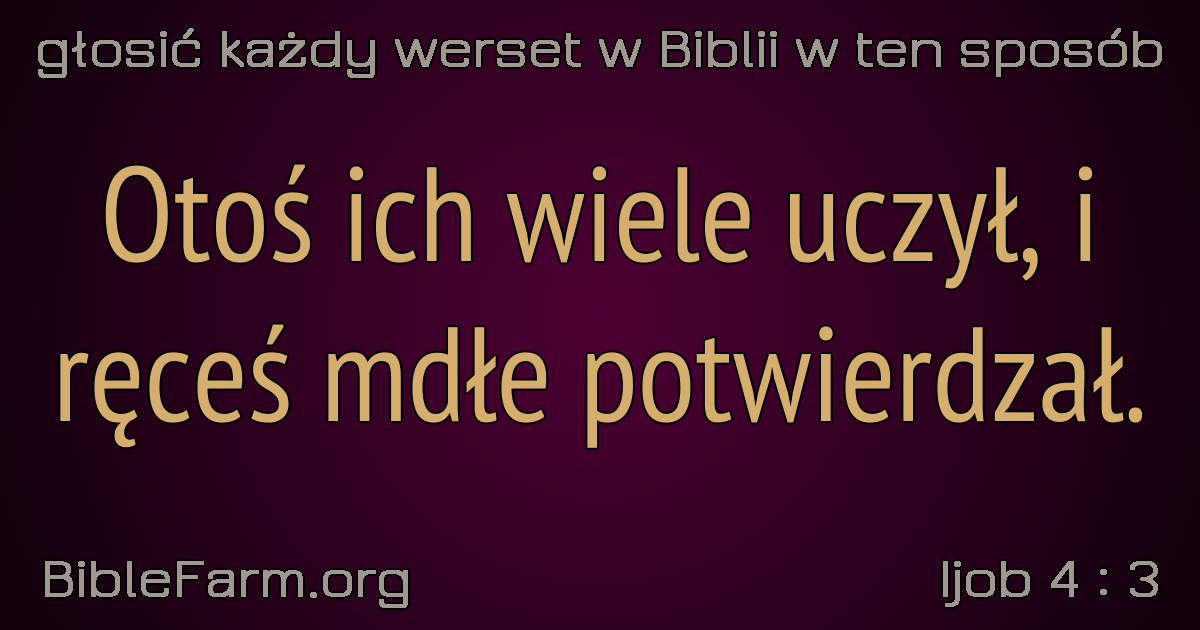 głosić każdy werset w Biblii w ten sposób
Otoś ich wiele uczył, i
ręceś mdłe potwierdzał.
BibleFarm.org
Ijob 4 : 3